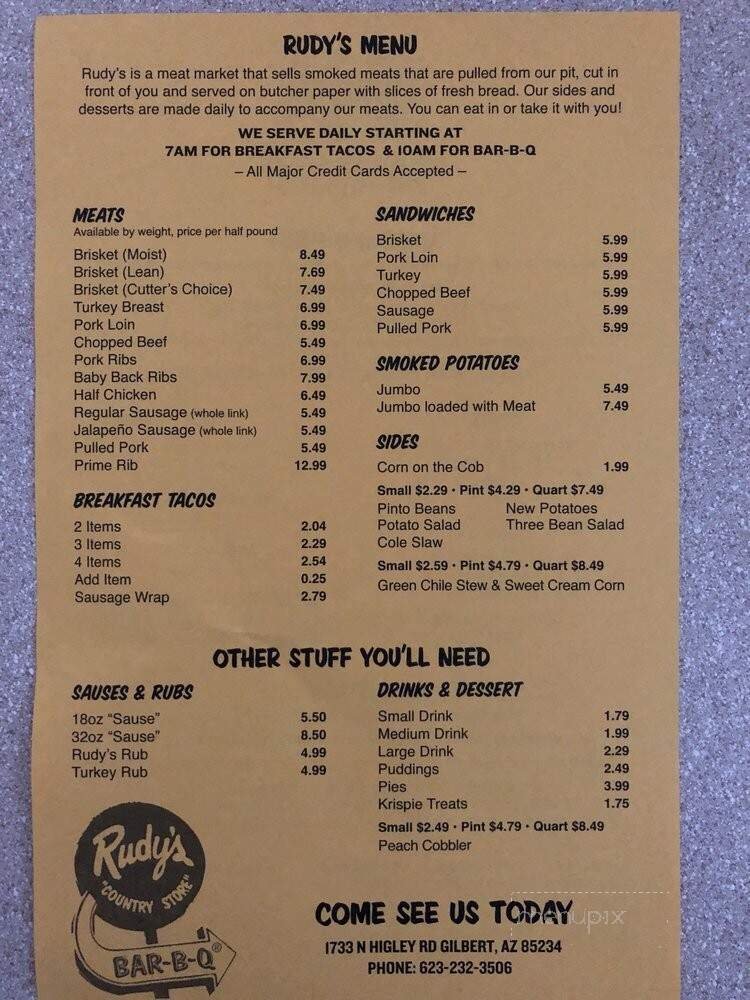 RUDY'S MENU
Rudy's is a meat market that sells smoked meats that are pulled from our pit, cut in
front of you and served on butcher paper with slices of fresh bread. Our sides and
desserts are made daily to accompany our meats. You can eat in or take it with you!
WE SERVE DAILY STARTING AT
7AM FOR BREAKFAST TACOS & 10AM FOR BAR-B-Q
– All Major Credit Cards Accepted –
MEATS
Available by weight, price per half pound
Brisket (Moist) 8.49
Brisket (Lean) 7.69
Brisket (Cutter's Choice) 7.49
Turkey Breast 6.99
Pork Loin 6.99
Chopped Beef 5.49
Pork Ribs 6.99
Baby Back Ribs 7.99
Half Chicken 6.49
Regular Sausage (whole link) 5.49
Jalapeño Sausage (whole link) 5.49
Pulled Pork 5.49
Prime Rib 12.99
BREAKFAST TACOS
2 Items 2.04
3 Items 2.29
4 Items 2.54
Add Item 0.25
Sausage Wrap 2.79
SANDWICHES
Brisket 5.99
Pork Loin 5.99
Turkey 5.99
Chopped Beef 5.99
Sausage 5.99
Pulled Pork 5.99
SMOKED POTATOES
Jumbo 5.49
Jumbo loaded with Meat 7.49
SIDES
Corn on the Cob 1.99
Small $2.29 • Pint $4.29 • Quart $7.49
Pinto Beans New Potatoes
Potato Salad Three Bean Salad
Cole Slaw
Small $2.59 • Pint $4.79 • Quart $8.49
Green Chile Stew & Sweet Cream Corn
OTHER STUFF YOU'LL NEED
SAUSES & RUBS
18oz "Sause" 5.50
32oz "Sause" 8.50
Rudy's Rub 4.99
Turkey Rub 4.99
DRINKS & DESSERT
Small Drink 1.79
Medium Drink 1.99
Large Drink 2.29
Puddings 2.49
Pies 3.99
Krispie Treats 1.75
Small $2.49 • Pint $4.79 • Quart $8.49
Peach Cobbler
Rudy's
"COUNTRY STORE"
BAR-B-Q®
COME SEE US TODAY
menupix
1733 N HIGLEY RD GILBERT, AZ 85234
PHONE: 623-232-3506